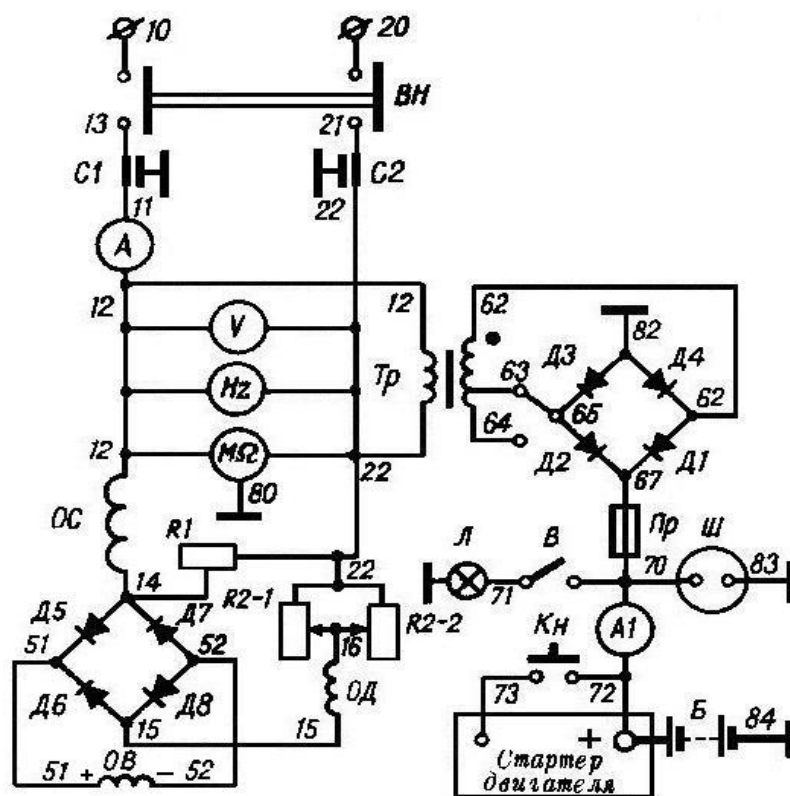 10 20
ВН
13 21
С1 С2
11 22
А
12 12 62
V
82
Д3 Д4
Тр 63
Hz
65 62
64
12 МΩ
Д2 Д1
22 67
80
ОС
Пр Ш
R1
Л В
14 22
71 70 83
Д5 Д7 R2-1 R2-2
А1
51 52 16
Кн
ОД
73 72
Д6 Д8
15 15
Б 84
+
51 + ОВ − 52
Стартер
двигателя